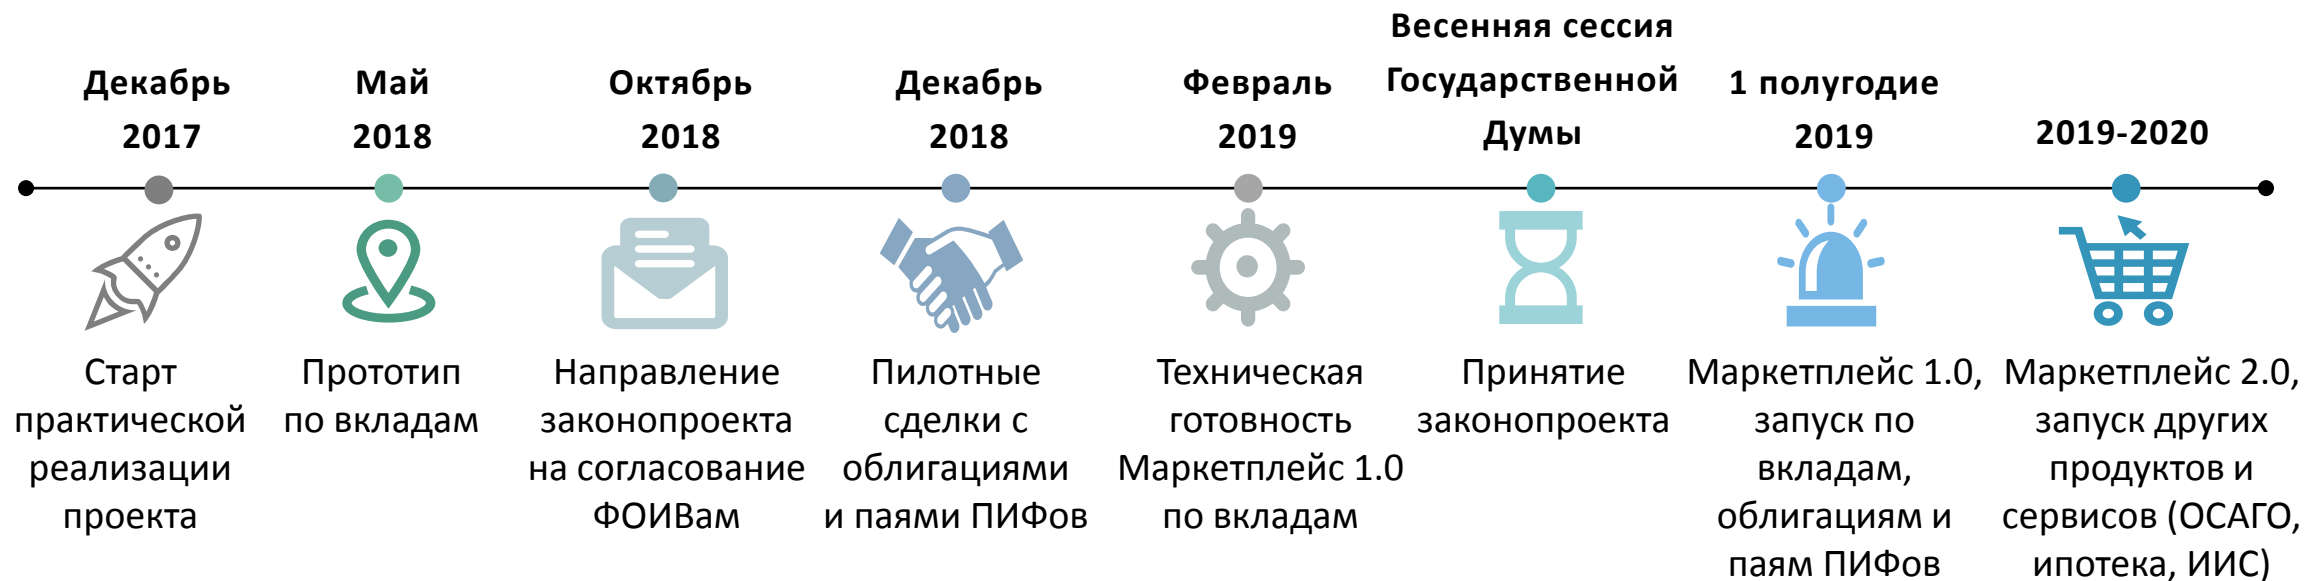 Декабрь
2017
Май
2018
Октябрь
2018
Декабрь
2018
Февраль
2019
Весенняя сессия
Государственной
Думы
1 полугодие
2019
2019-2020
Старт
практической
реализации
проекта
Прототип
по вкладам
Направление
законопроекта
на согласование
ФОИВам
Пилотные
сделки с
облигациями
и паями ПИФов
Техническая
готовность
Маркетплейс 1.0
по вкладам
Принятие
законопроекта
Маркетплейс 1.0,
запуск по
вкладам,
облигациям и
паям ПИФов
Маркетплейс 2.0,
запуск других
продуктов и
сервисов (ОСАГО,
ипотека, ИИС)